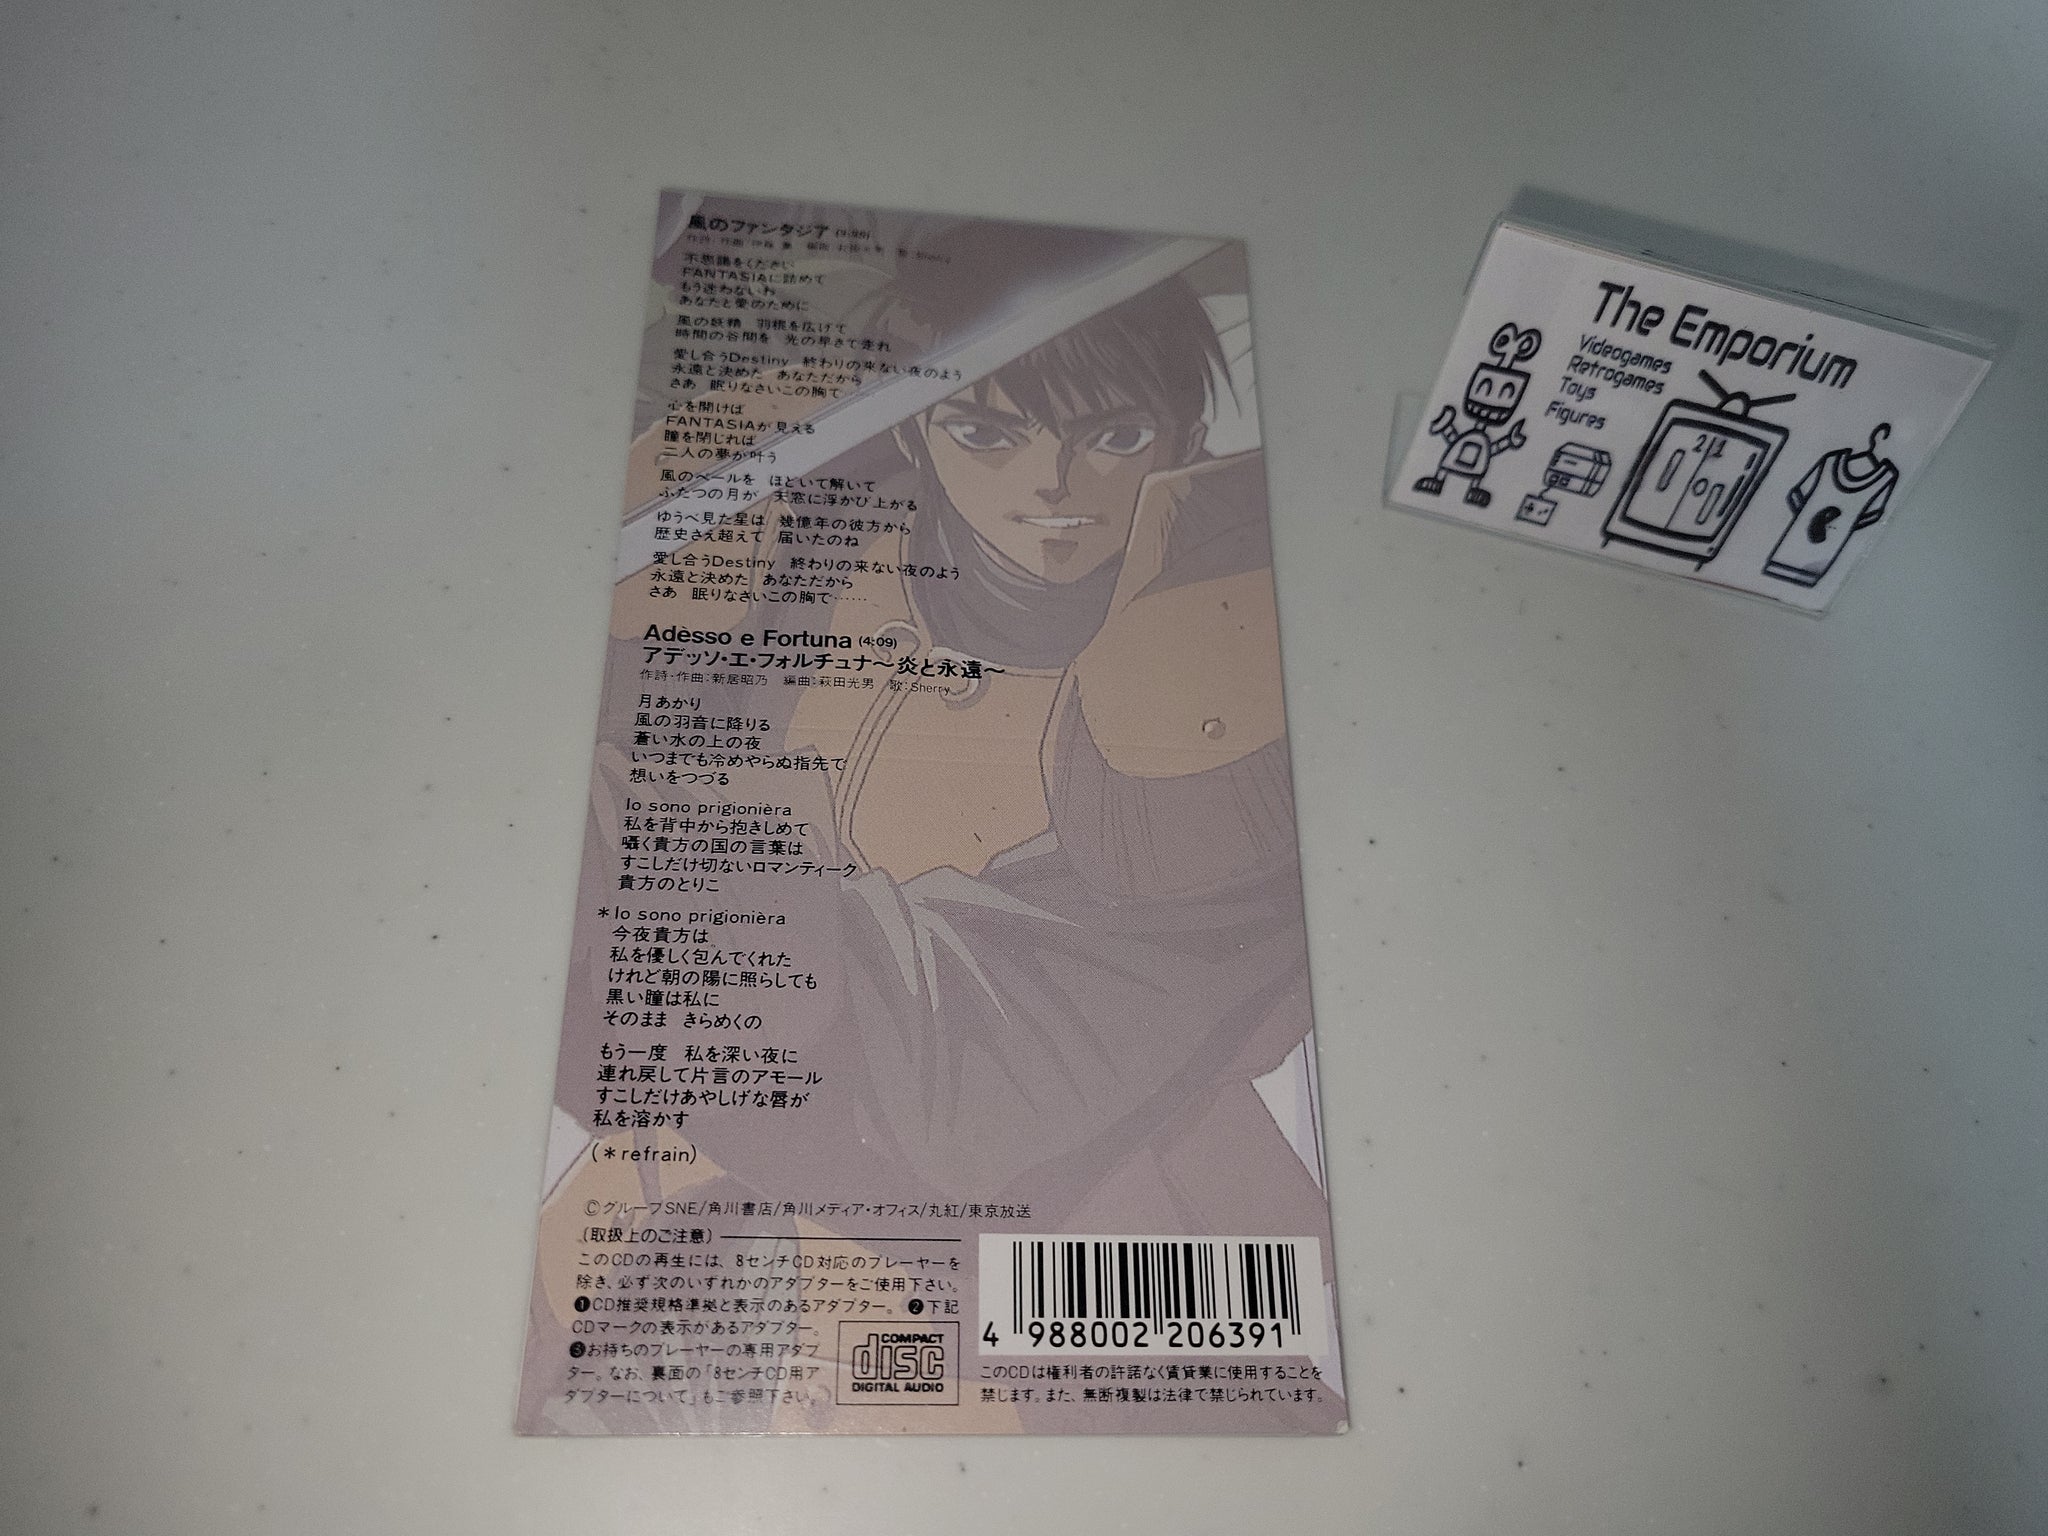 風のファンタジア
不思議をください
FANTASIAに詰めて
もう迷わないわ
あなたと愛のために
風の妖精　羽根を広げて
時間の谷間を　光の早さで走れ
愛し合うDestiny　終わりの来ない夜のよう
永遠と決めた　あなただから
さあ　眠りなさいこの胸で
心を開けば
FANTASIAが見える
瞳を閉じれば
二人の夢が叶う
風のベールを　ほどいて解いて
ふたつの月が　天窓に浮かび上がる
ゆうべ見た星は　幾億年の彼方から
歴史さえ超えて　届いたのね
愛し合うDestiny　終わりの来ない夜のよう
永遠と決めた　あなただから
さあ　眠りなさいこの胸で……
Adèsso e Fortuna (4:09)
アデッソ・エ・フォルチュナ～炎と永遠～
作詩・作曲：新居昭乃　編曲：萩田光男　歌：Sherry
月あかり
風の羽音に降りる
蒼い水の上の夜
いつまでも冷めやらぬ指先で
想いをつづる
Io sono prigionièra
私を背中から抱きしめて
囁く貴方の国の言葉は
すこしだけ切ないロマンティーク
貴方のとりこ
＊Io sono prigionièra
今夜貴方は
私を優しく包んでくれた
けれど朝の陽に照らしても
黒い瞳は私に
そのまま　きらめくの
もう一度　私を深い夜に
連れ戻して片言のアモール
すこしだけあやしげな唇が
私を溶かす
(＊refrain)
ⒸグループSNE/角川書店/角川メディア・オフィス/丸紅/東京放送
〔取扱上のご注意〕
このCDの再生には、8センチCD対応のプレーヤーを
除き、必ず次のいずれかのアダプターをご使用下さい。
❶CD推奨規格準拠と表示のあるアダプター。❷下記
CDマークの表示があるアダプター。
❸お持ちのプレーヤーの専用アダプ
ター。なお、裏面の「8センチCD用ア
ダプターについて」もご参照下さい。
COMPACT
disc
DIGITAL AUDIO
4 988002 206391
このCDは権利者の許諾なく賃貸業に使用することを
禁じます。また、無断複製は法律で禁じられています。
The Emporium
Videogames
Retrogames
Toys
Figures
21